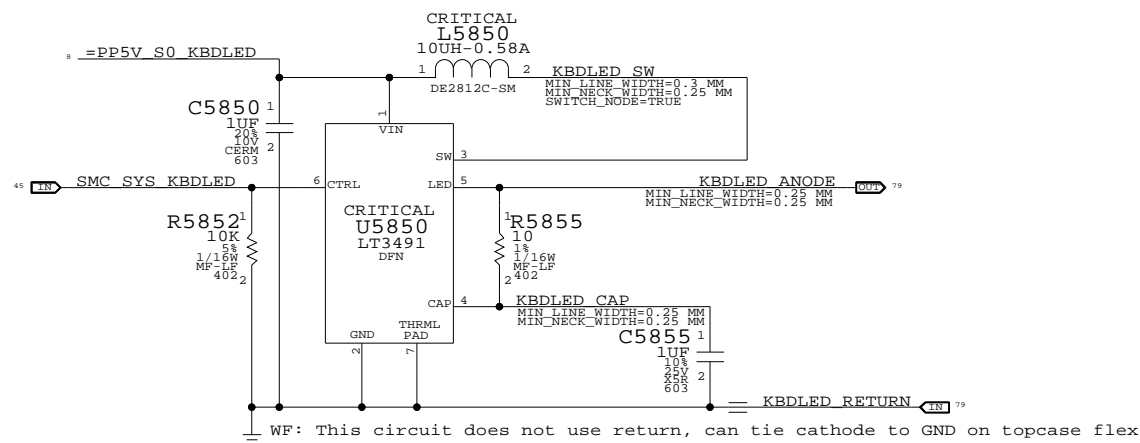 CRITICAL
L5850
10UH-0.58A
8 =PP5V_S0_KBDLED
1 2
DE2812C-SM
KBDLED_SW
MIN_LINE_WIDTH=0.3 MM
MIN_NECK_WIDTH=0.25 MM
SWITCH_NODE=TRUE
C5850 1
1UF
20%
10V
CERM 2
603
1
VIN
SW 3
45 IN SMC_SYS_KBDLED
6 CTRL
LED 5
KBDLED_ANODE
OUT 79
MIN_LINE_WIDTH=0.25 MM
MIN_NECK_WIDTH=0.25 MM
CRITICAL
U5850
LT3491
DFN
R5852 1
10K
5%
1/16W
MF-LF
402 2
1 R5855
10
1%
1/16W
MF-LF
2 402
CAP 4
KBDLED_CAP
MIN_LINE_WIDTH=0.25 MM
MIN_NECK_WIDTH=0.25 MM
GND
THRML
PAD
2
7
C5855 1
1UF
10%
25V
X5R 2
603
KBDLED_RETURN
IN 79
WF: This circuit does not use return, can tie cathode to GND on topcase flex